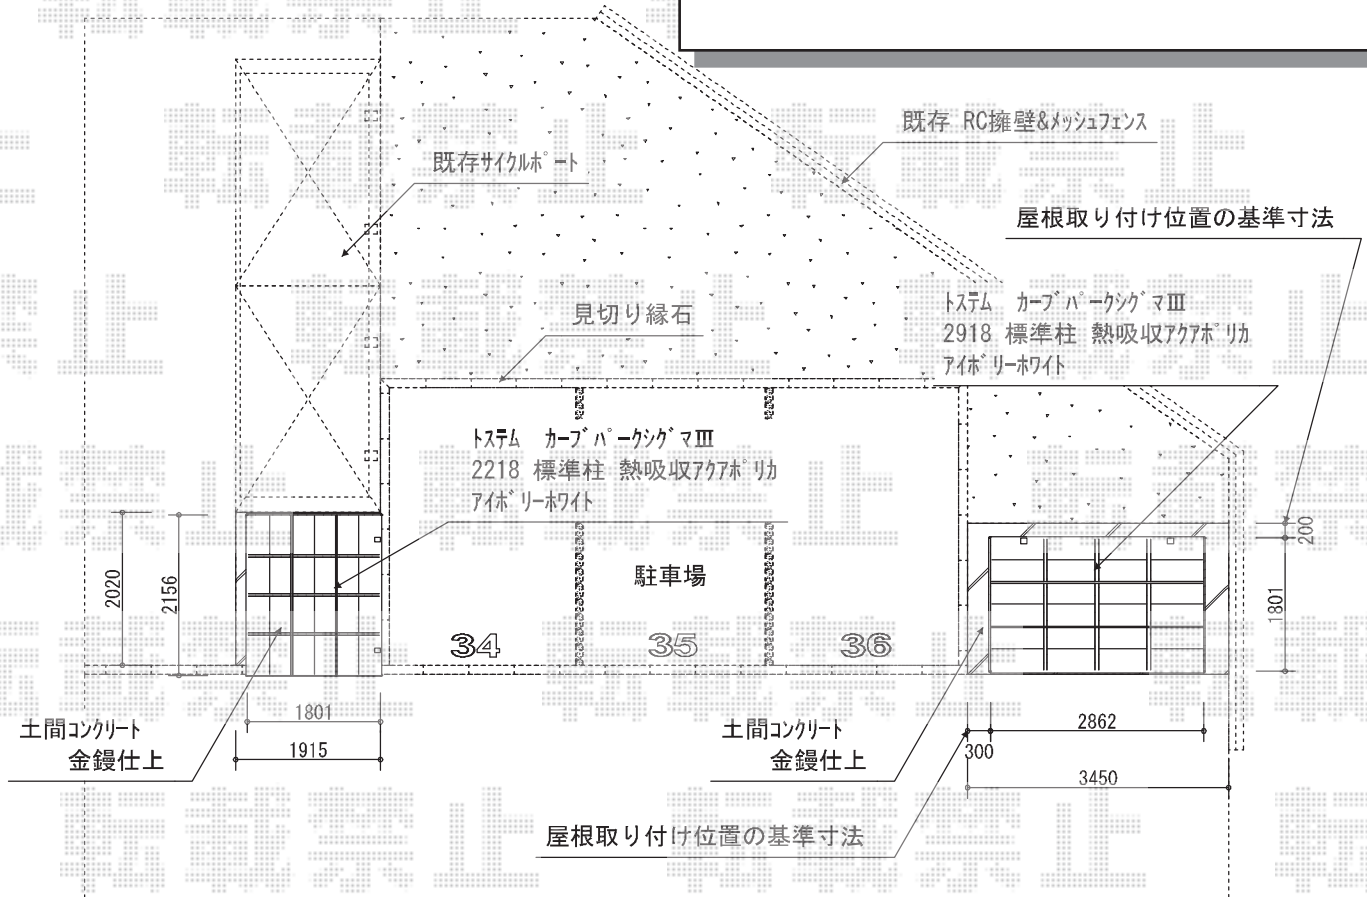 既存 RC擁壁&メッシュフェンス
既存サイクルポート
屋根取り付け位置の基準寸法
トステム カーブパークシグマⅢ
2918 標準柱 熱吸収アクアポリカ
アイボリーホワイト
見切り縁石
トステム カーブパークシグマⅢ
2218 標準柱 熱吸収アクアポリカ
アイボリーホワイト
駐車場
34
35
36
2020
2156
200
1801
1801
1915
土間コンクリート
金鏝仕上
土間コンクリート
金鏝仕上
2862
300
3450
屋根取り付け位置の基準寸法
転載禁止